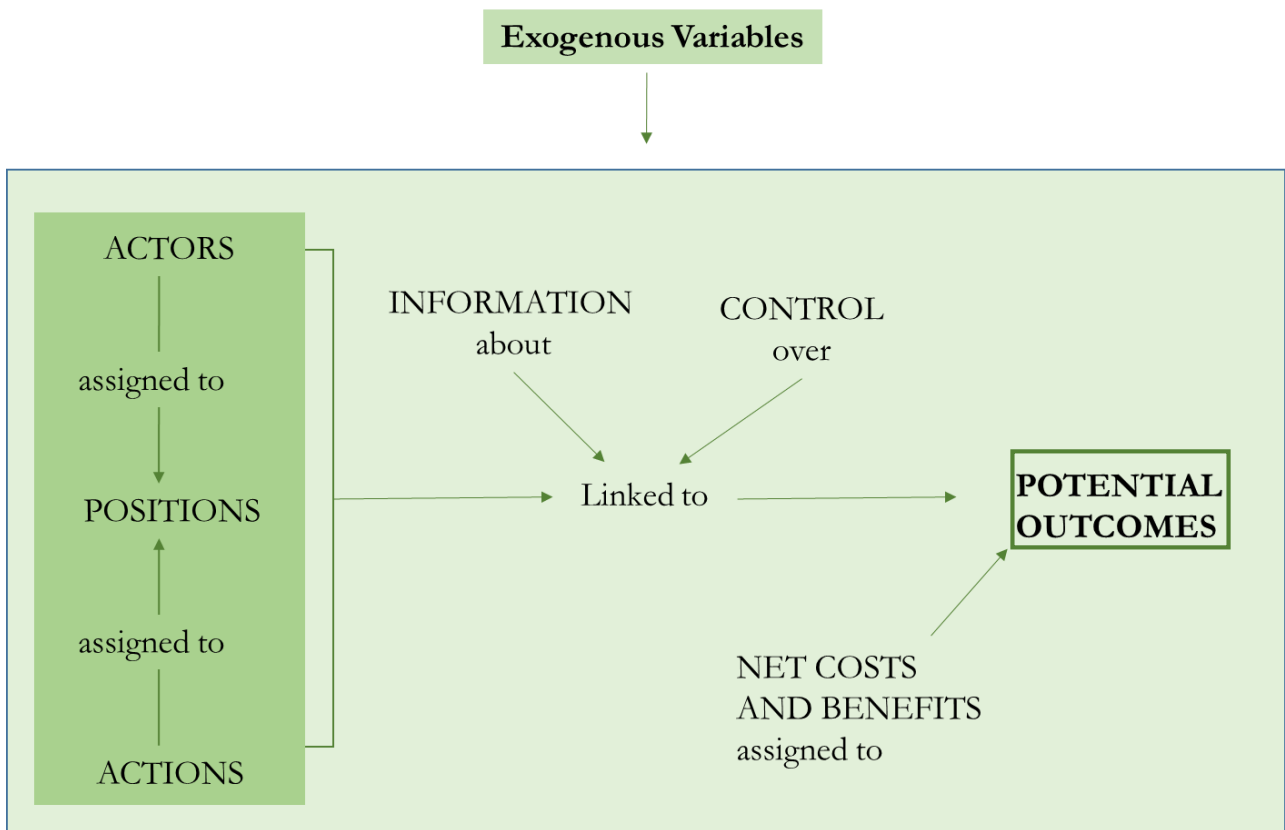 Exogenous Variables
ACTORS
assigned to
POSITIONS
assigned to
ACTIONS
INFORMATION
about
CONTROL
over
Linked to
POTENTIAL
OUTCOMES
NET COSTS
AND BENEFITS
assigned to